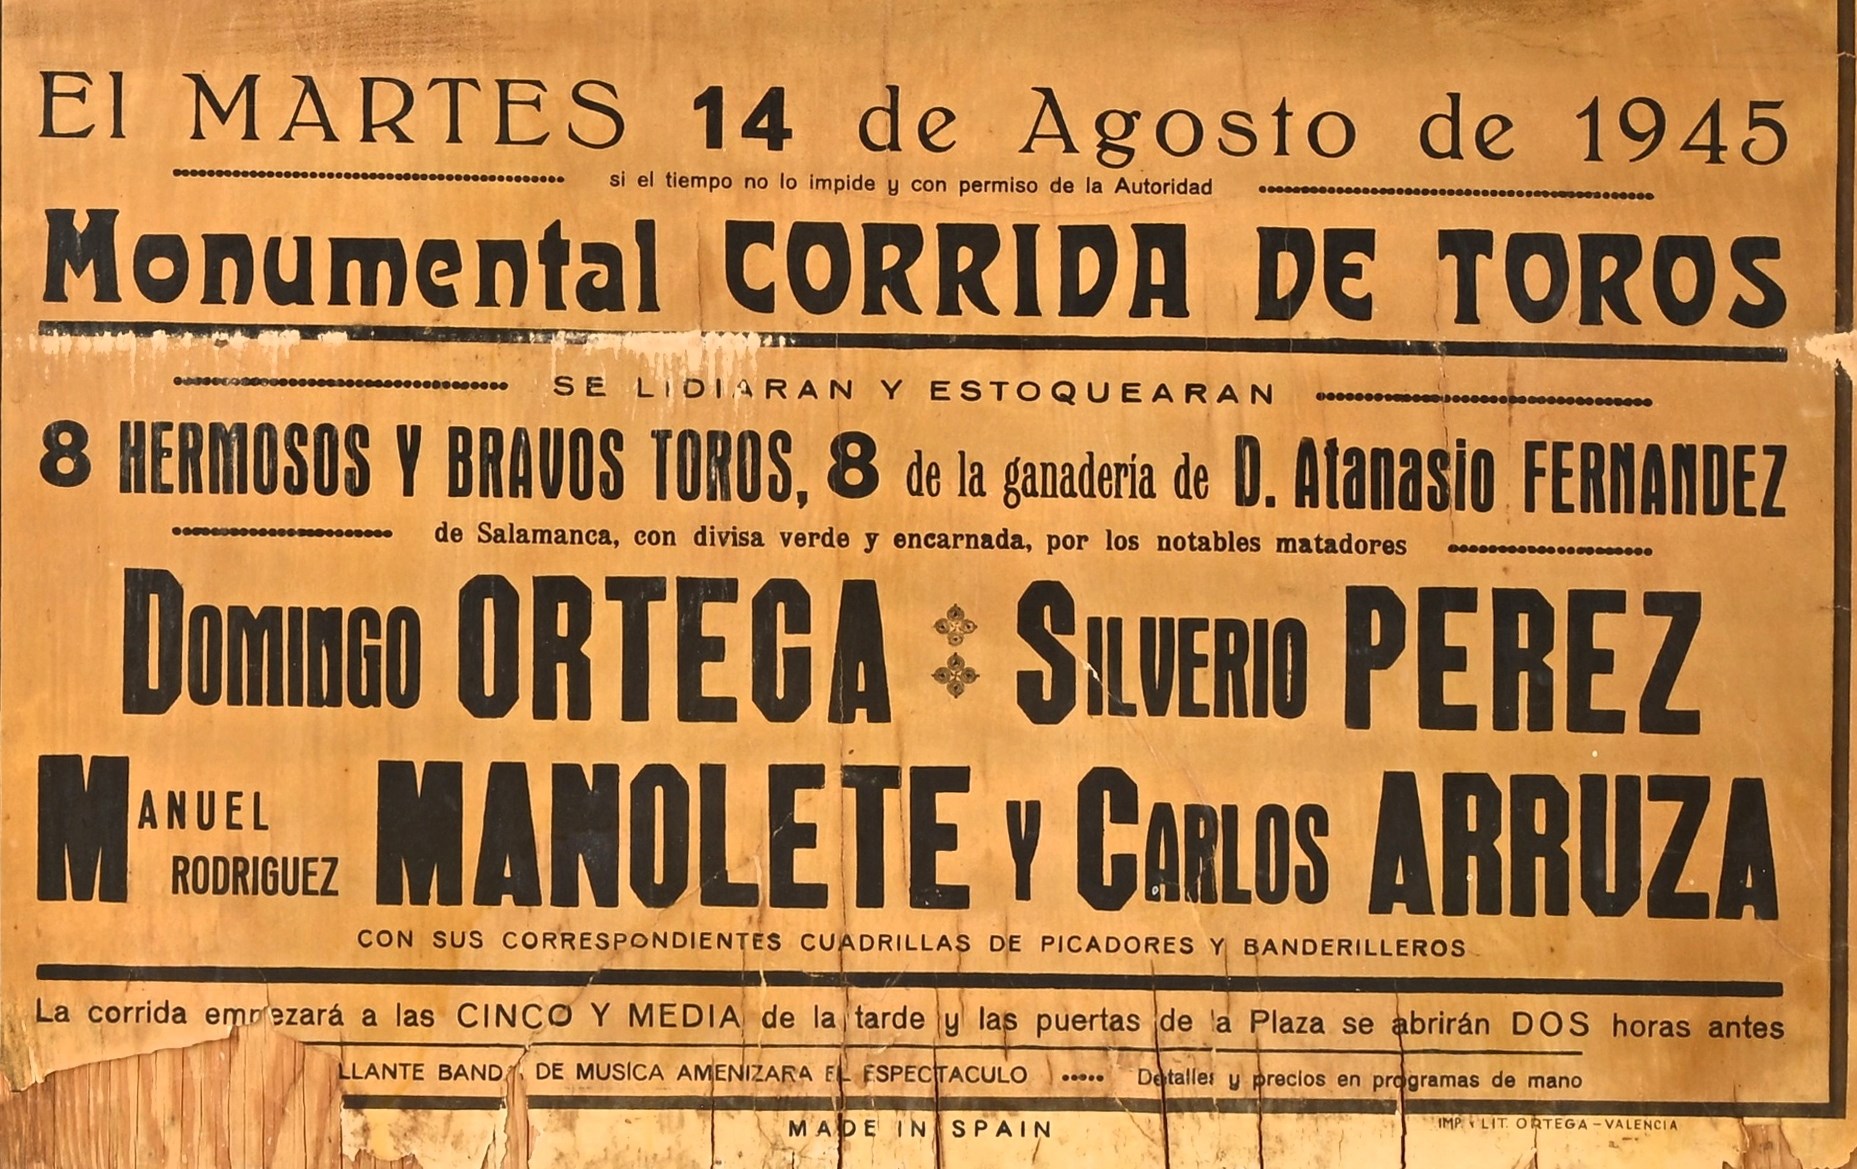 El MARTES 14 de Agosto de 1945
si el tiempo no lo impide y con permiso de la Autoridad
Monumental CORRIDA DE TOROS
SE LIDIARAN Y ESTOQUEARAN
8 HERMOSOS Y BRAVOS TOROS, 8 de la ganadería de D. Atanasio FERNANDEZ
de Salamanca, con divisa verde y encarnada, por los notables matadores
DOMINGO ORTEGA SILVERIO PEREZ
MANUEL RODRIGUEZ MANOLETE Y CARLOS ARRUZA
CON SUS CORRESPONDIENTES CUADRILLAS DE PICADORES Y BANDERILLEROS
La corrida empezará a las CINCO Y MEDIA de la tarde y las puertas de la Plaza se abrirán DOS horas antes
LLANTE BANDA DE MUSICA AMENIZARA EL ESPECTACULO ..... Detalles y precios en programas de mano
MADE IN SPAIN
IMP. LIT. ORTEGA-VALENCIA